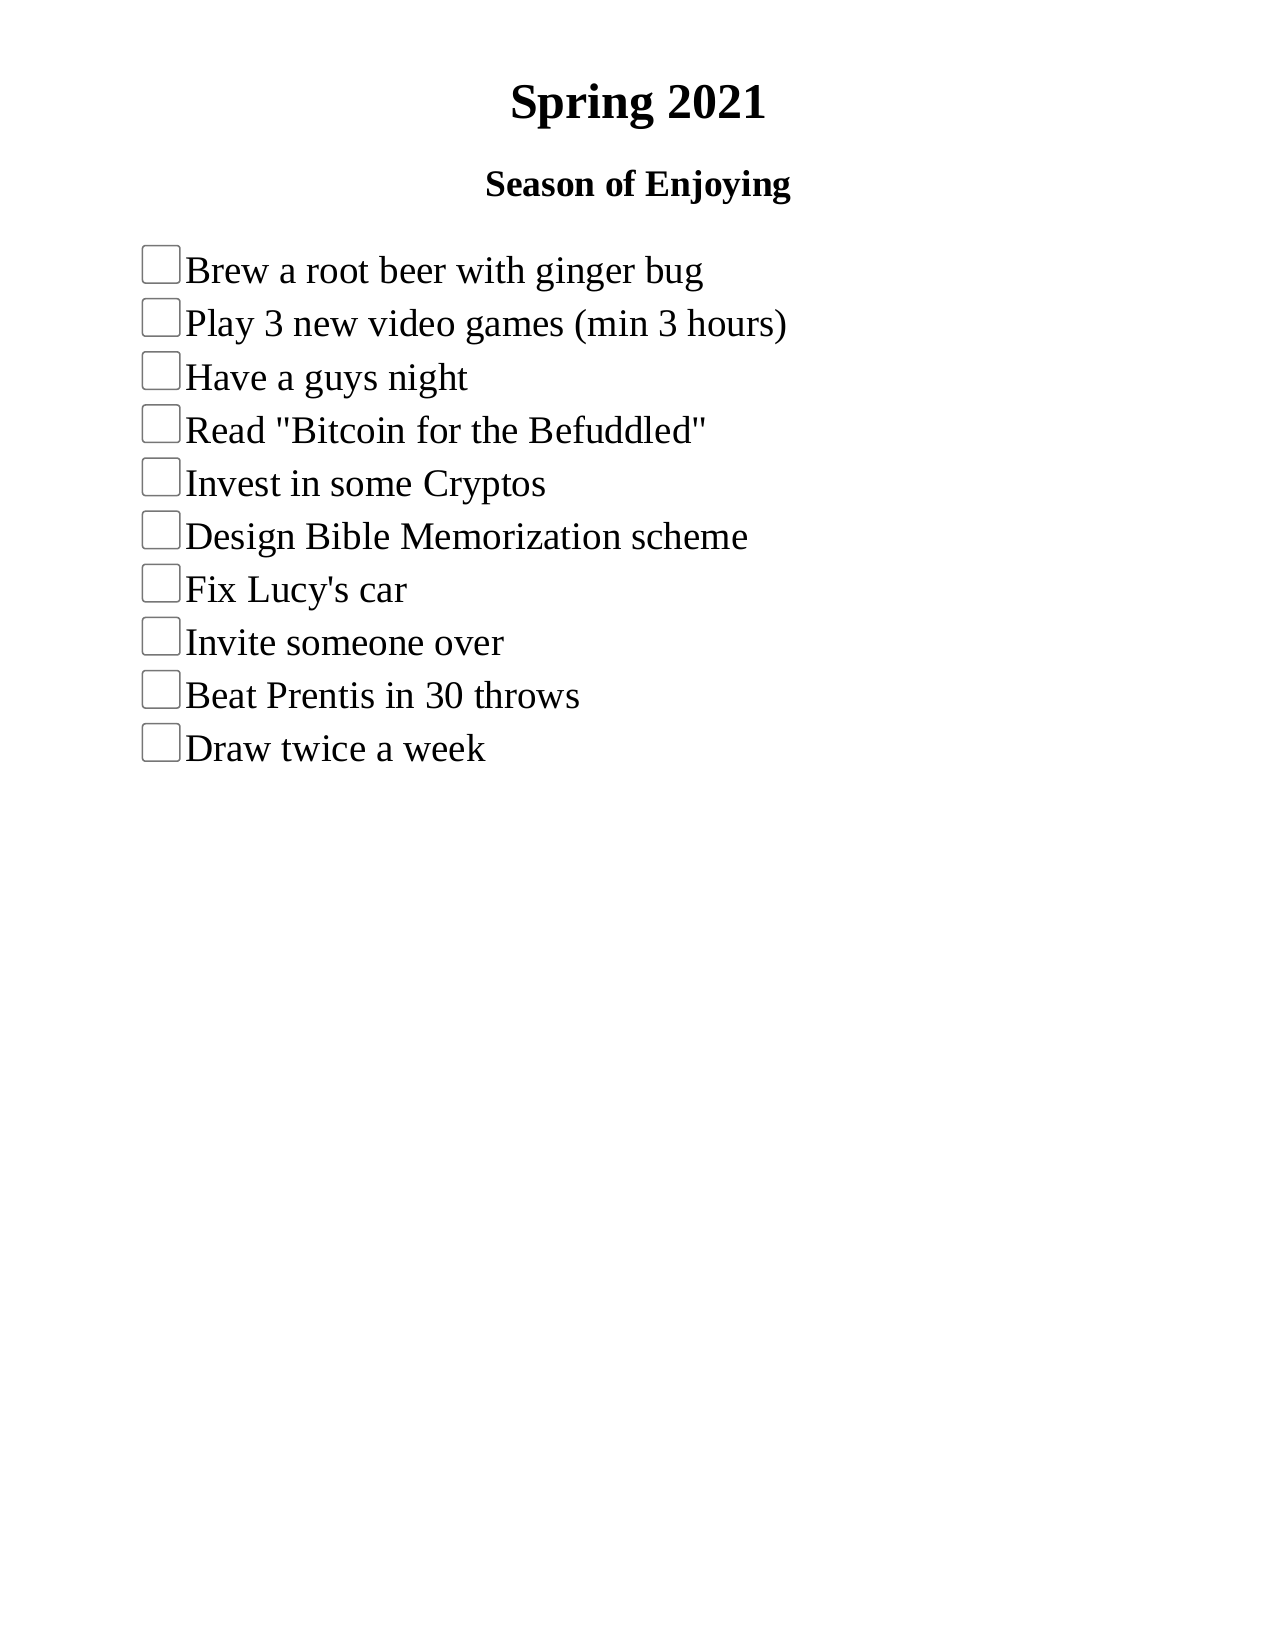 Spring 2021
Season of Enjoying
Brew a root beer with ginger bug
Play 3 new video games (min 3 hours)
Have a guys night
Read "Bitcoin for the Befuddled"
Invest in some Cryptos
Design Bible Memorization scheme
Fix Lucy's car
Invite someone over
Beat Prentis in 30 throws
Draw twice a week